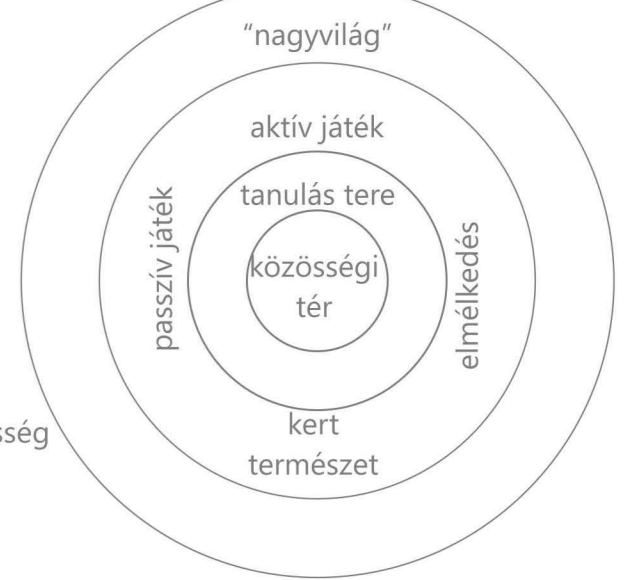 “nagyvilág”
aktív játék
tanulás tere
passzív játék
közösségi
tér
elmélkedés
kert
természet